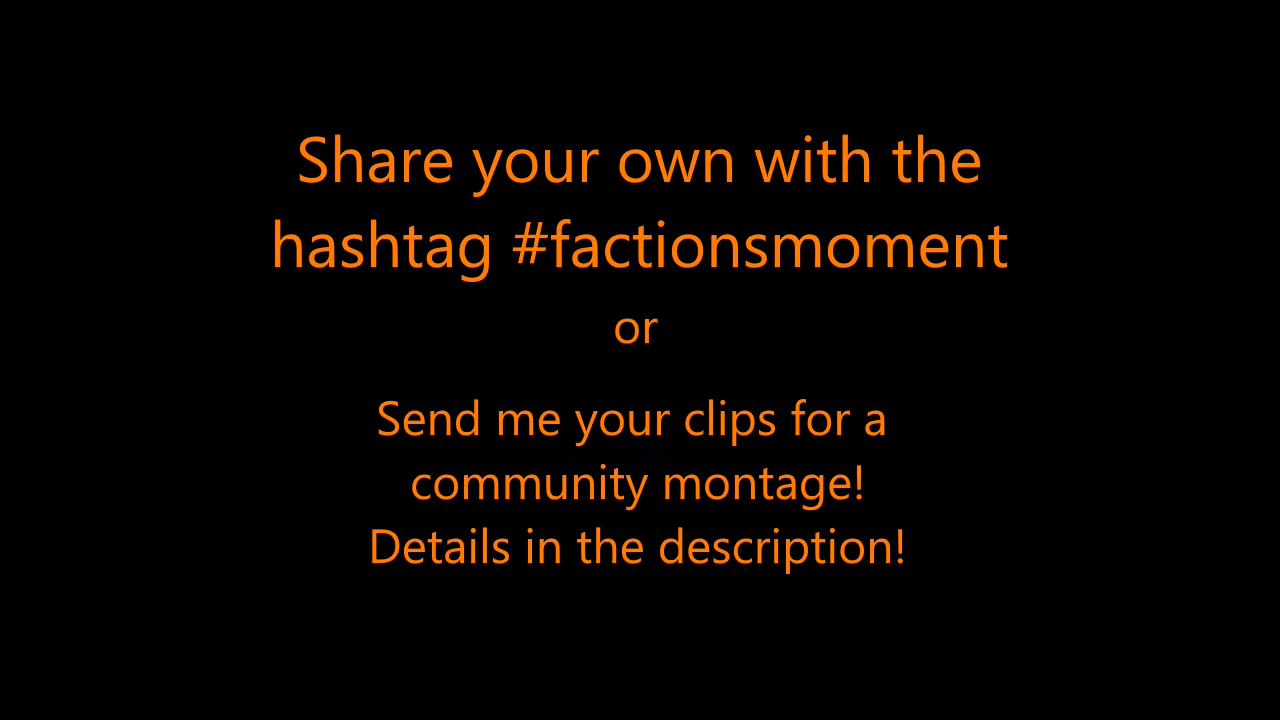 Share your own with the
hashtag #factionsmoment
or
Send me your clips for a
community montage!
Details in the description!